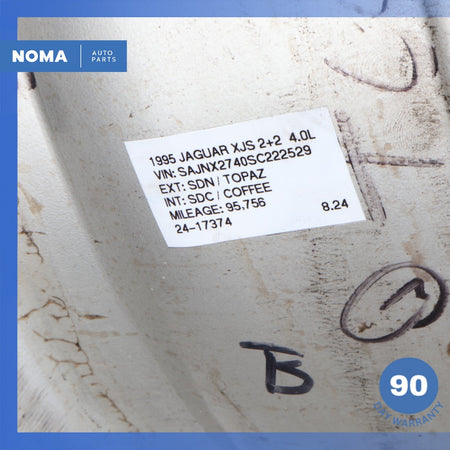 NOMA AUTO PARTS
1995 JAGUAR XJS 2+2 4.0L
VIN: SAJNX2740SC222529
EXT: SDN / TOPAZ
INT: SDC / COFFEE
MILEAGE: 95,756 8.24
24-17374
TB
90
DAY WARRANTY